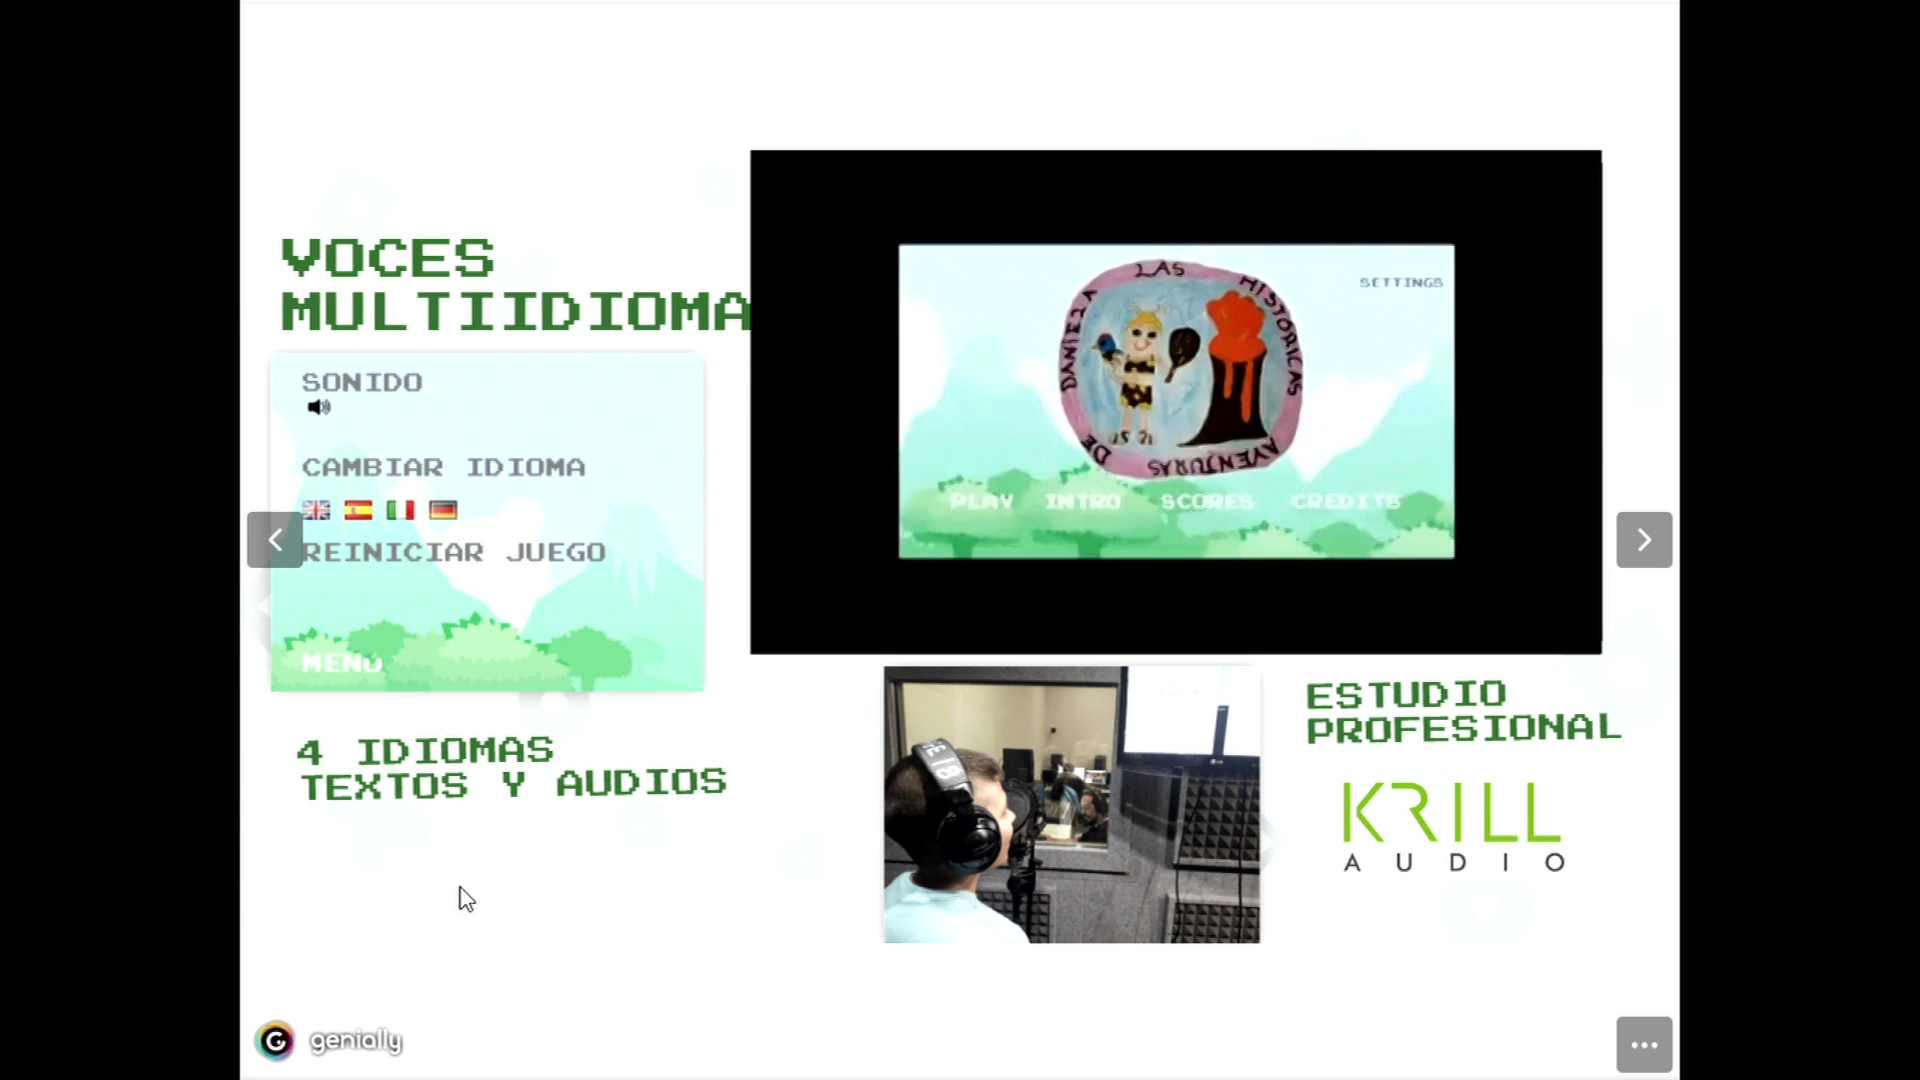 VOCES
MULTIIDIOMA
SONIDO
CAMBIAR IDIOMA
REINICIAR JUEGO
MENÚ
4 IDIOMAS
TEXTOS Y AUDIOS
SETTINGS
LAS HISTORICAS
AVENTURAS
DE DANIELA
PLAY INTRO SCORES CREDITS
ESTUDIO
PROFESIONAL
KRILL
AUDIO
genially